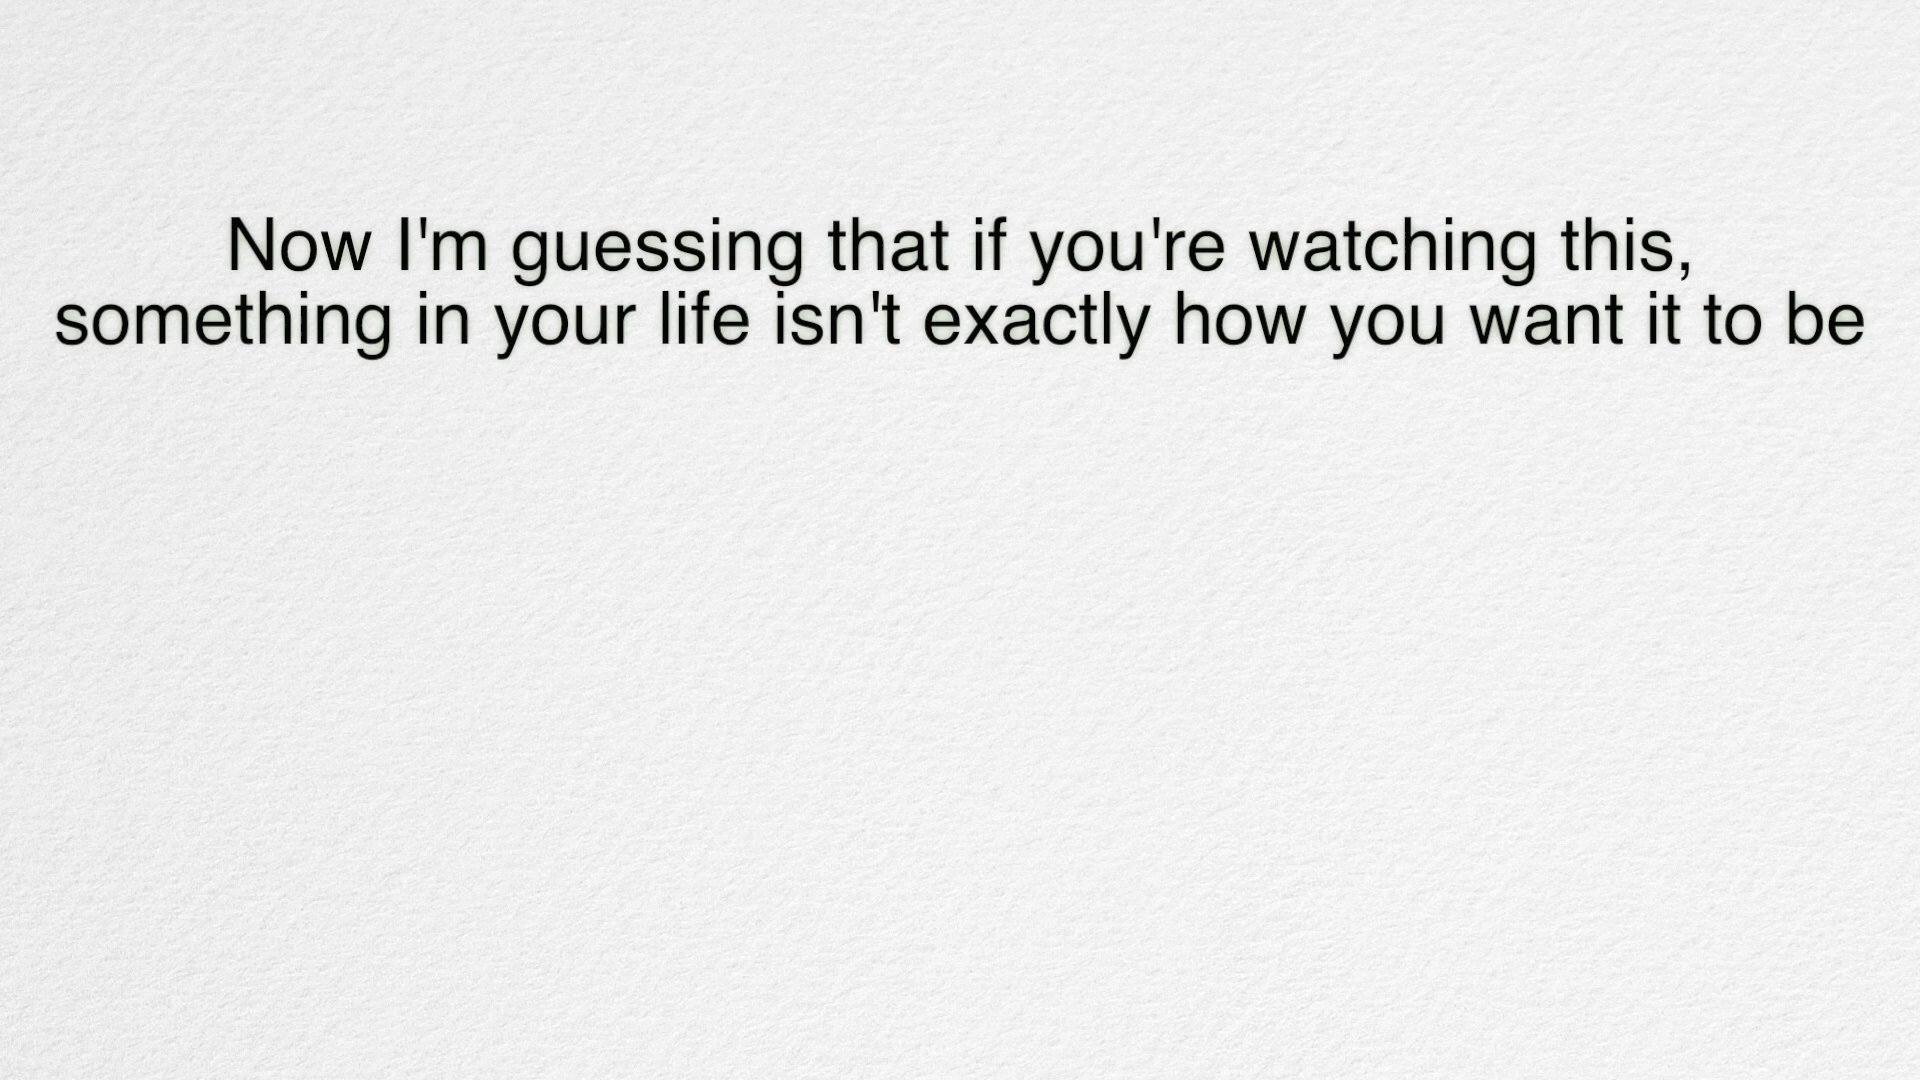 Now I'm guessing that if you're watching this,
something in your life isn't exactly how you want it to be